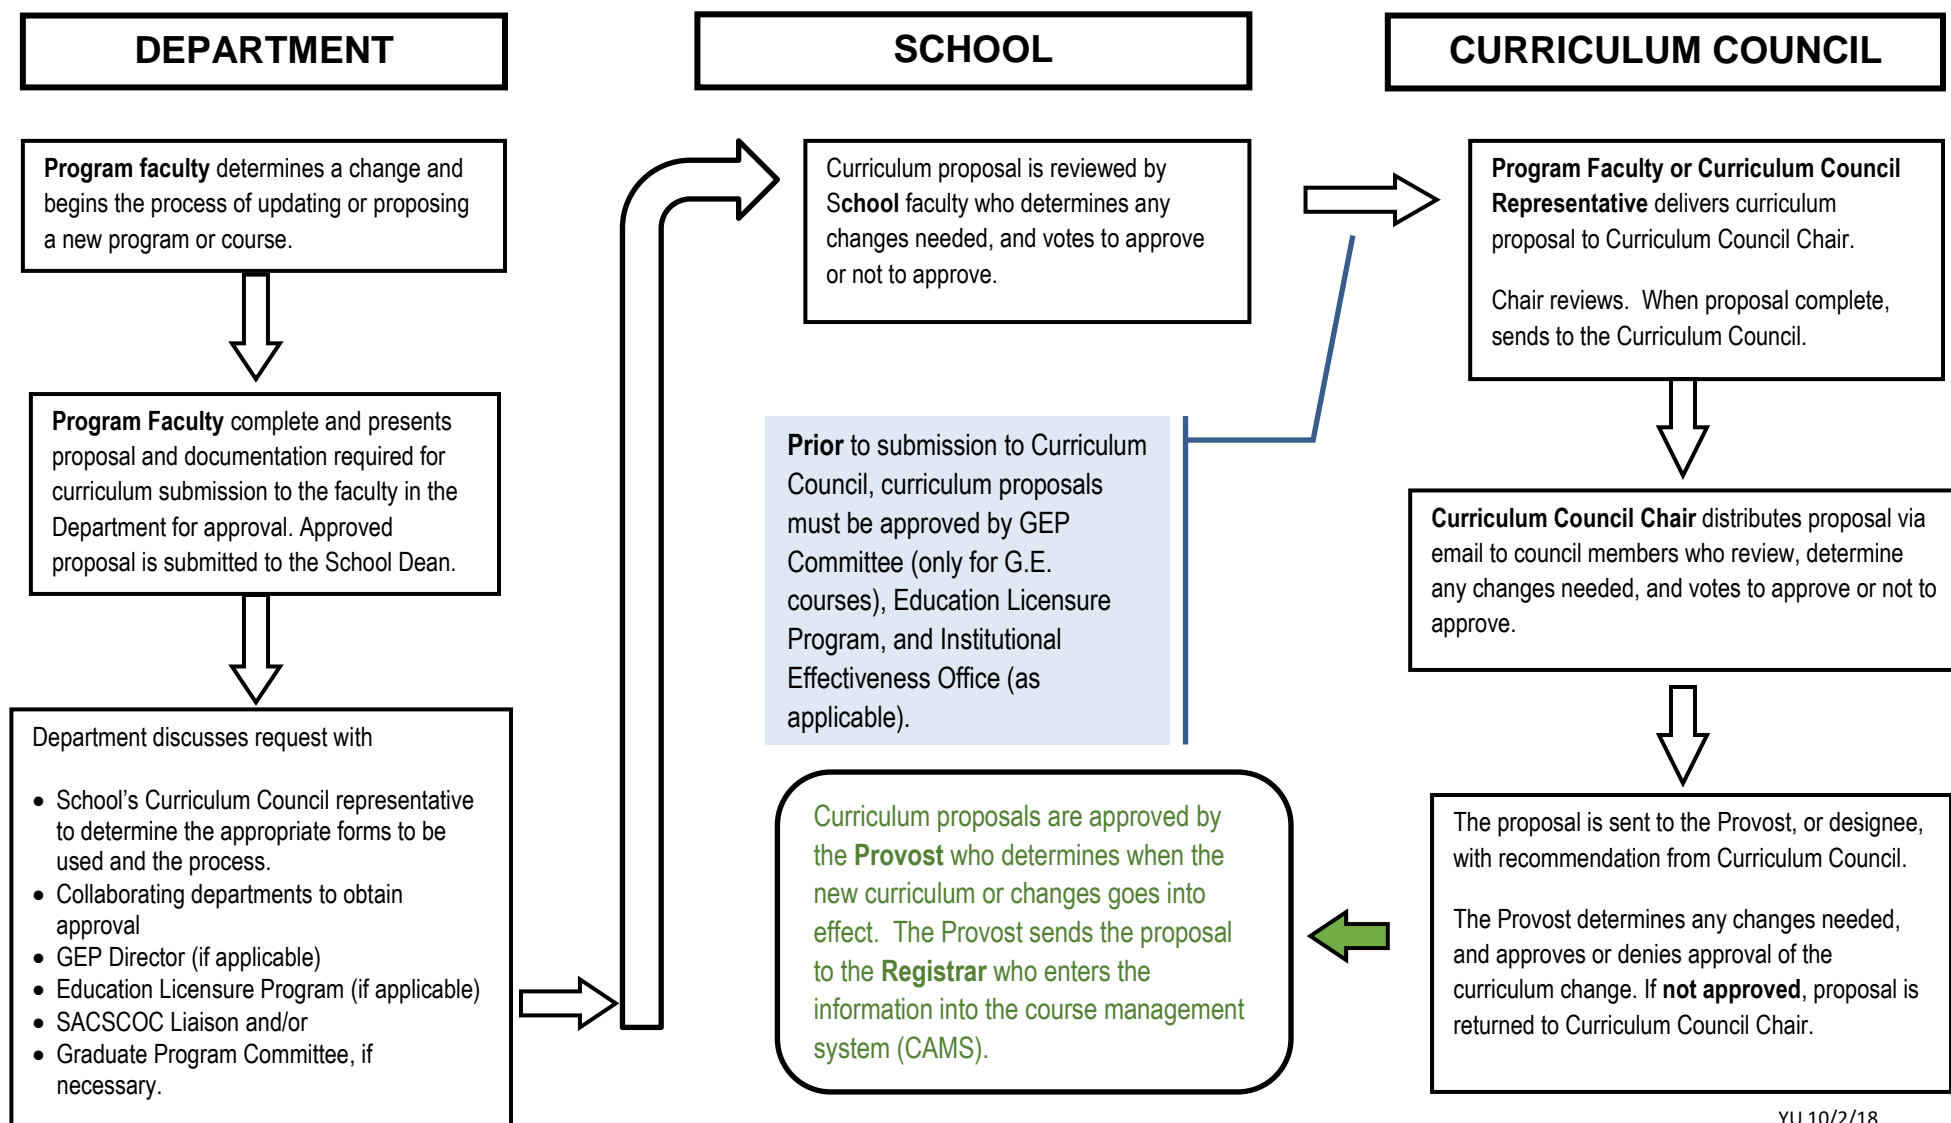 DEPARTMENT
Program faculty determines a change and
begins the process of updating or proposing
a new program or course.
Program Faculty complete and presents
proposal and documentation required for
curriculum submission to the faculty in the
Department for approval. Approved
proposal is submitted to the School Dean.
Department discusses request with
• School's Curriculum Council representative
to determine the appropriate forms to be
used and the process.
• Collaborating departments to obtain
approval
• GEP Director (if applicable)
• Education Licensure Program (if applicable)
• SACSCOC Liaison and/or
• Graduate Program Committee, if
necessary.
SCHOOL
Curriculum proposal is reviewed by
School faculty who determines any
changes needed, and votes to approve
or not to approve.
Prior to submission to Curriculum
Council, curriculum proposals
must be approved by GEP
Committee (only for G.E.
courses), Education Licensure
Program, and Institutional
Effectiveness Office (as
applicable).
CURRICULUM COUNCIL
Program Faculty or Curriculum Council
Representative delivers curriculum
proposal to Curriculum Council Chair.
Chair reviews.  When proposal complete,
sends to the Curriculum Council.
Curriculum Council Chair distributes proposal via
email to council members who review, determine
any changes needed, and votes to approve or not to
approve.
The proposal is sent to the Provost, or designee,
with recommendation from Curriculum Council.
The Provost determines any changes needed,
and approves or denies approval of the
curriculum change. If not approved, proposal is
returned to Curriculum Council Chair.
Curriculum proposals are approved by
the Provost who determines when the
new curriculum or changes goes into
effect.  The Provost sends the proposal
to the Registrar who enters the
information into the course management
system (CAMS).
YU 10/2/18